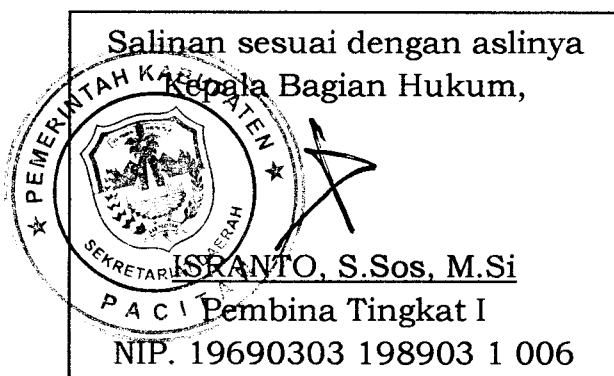 Salinan sesuai dengan aslinya
Kepala Bagian Hukum,
PEMERINTAH KABUPATEN
SEKRETARIAT DAERAH
PACITAN
ISRANTO, S.Sos, M.Si
Pembina Tingkat I
NIP. 19690303 198903 1 006